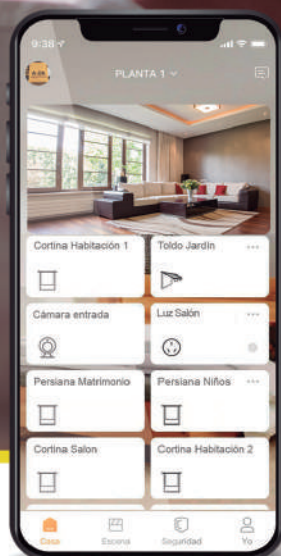 9:38
PLANTA 1
Cortina Habitación 1
Toldo Jardín
Cámara entrada
Luz Salón
Persiana Matrimonio
Persiana Niños
Cortina Salon
Cortina Habitación 2
Casa
Escena
Seguridad
Yo